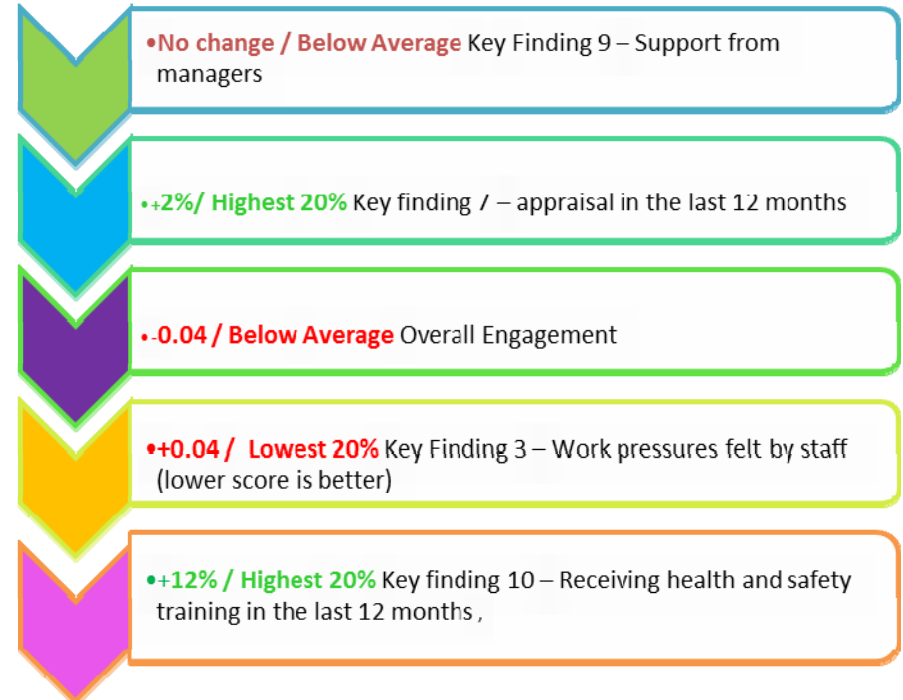 •No change / Below Average Key Finding 9 – Support from
managers
•+2%/ Highest 20% Key finding 7 – appraisal in the last 12 months
•-0.04 / Below Average Overall Engagement
•+0.04 / Lowest 20% Key Finding 3 – Work pressures felt by staff
(lower score is better)
•+12% / Highest 20% Key finding 10 – Receiving health and safety
training in the last 12 months ,